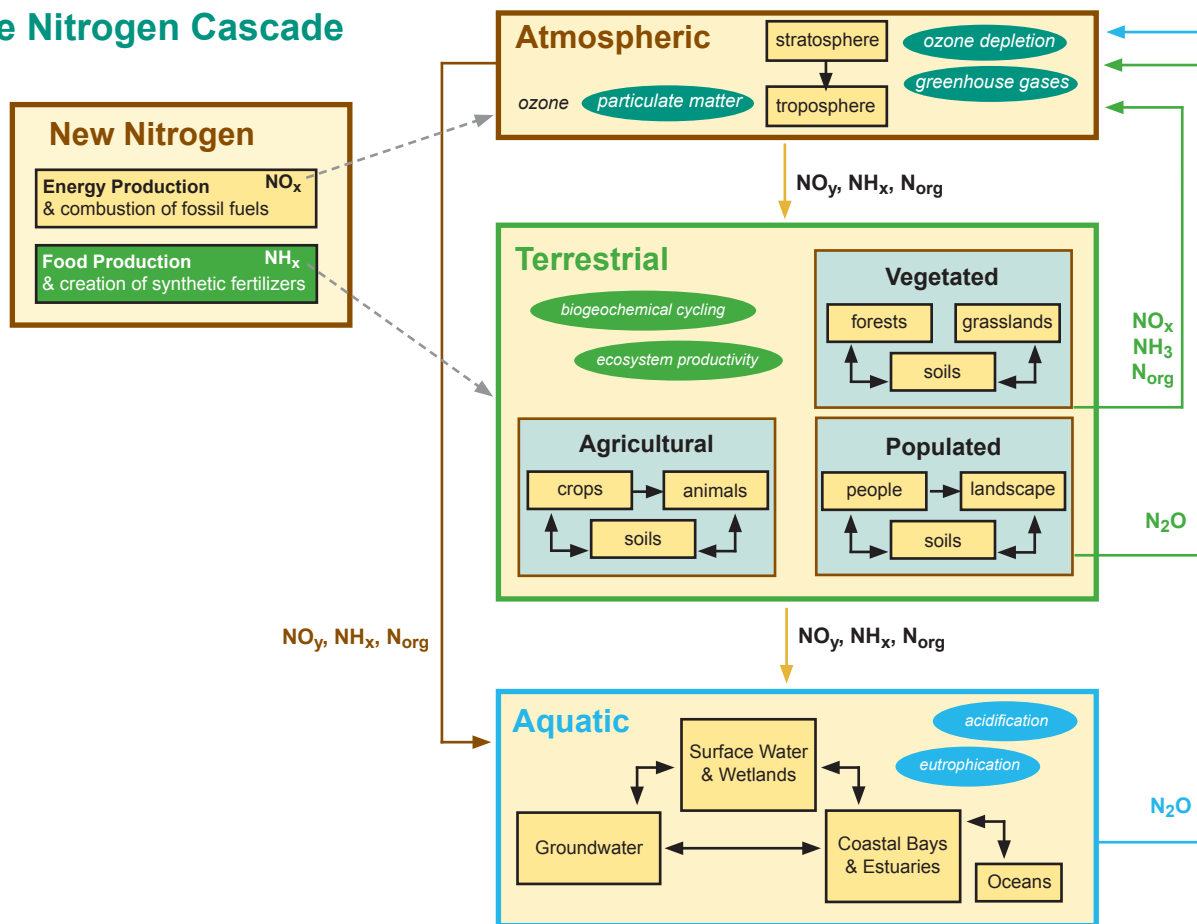 e Nitrogen Cascade
Atmospheric
stratosphere
ozone depletion
greenhouse gases
ozone
particulate matter
troposphere
New Nitrogen
Energy Production NOx
& combustion of fossil fuels
Food Production NHx
& creation of synthetic fertilizers
NOy, NHx, Norg
Terrestrial
biogeochemical cycling
ecosystem productivity
Vegetated
forests
grasslands
soils
NOx
NH3
Norg
Agricultural
crops
animals
soils
Populated
people
landscape
soils
N2O
NOy, NHx, Norg
NOy, NHx, Norg
Aquatic
acidification
eutrophication
Surface Water
& Wetlands
Groundwater
Coastal Bays
& Estuaries
Oceans
N2O